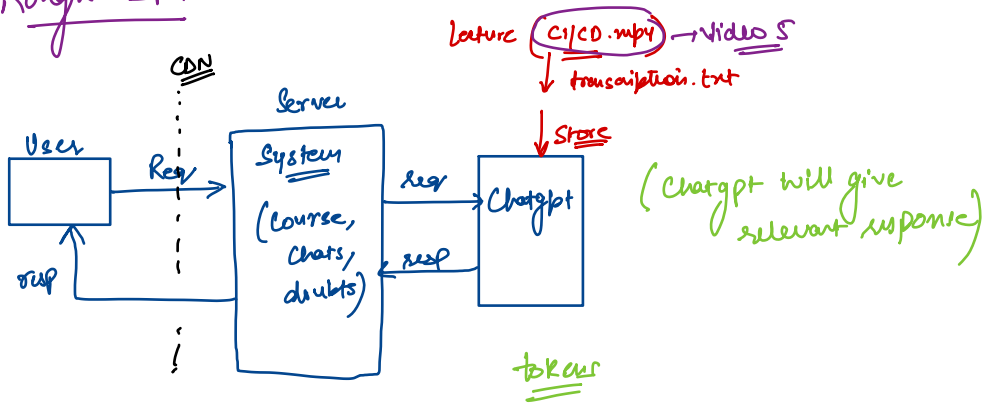 Rough
Lecture (CI/CD.mp4) → Video 5
transcription.txt
Store
CDN
Server
User
Req
System
(course,
chats,
doubts)
req
resp
Chatgpt
resp
(Chatgpt will give
relevant response)
tokens